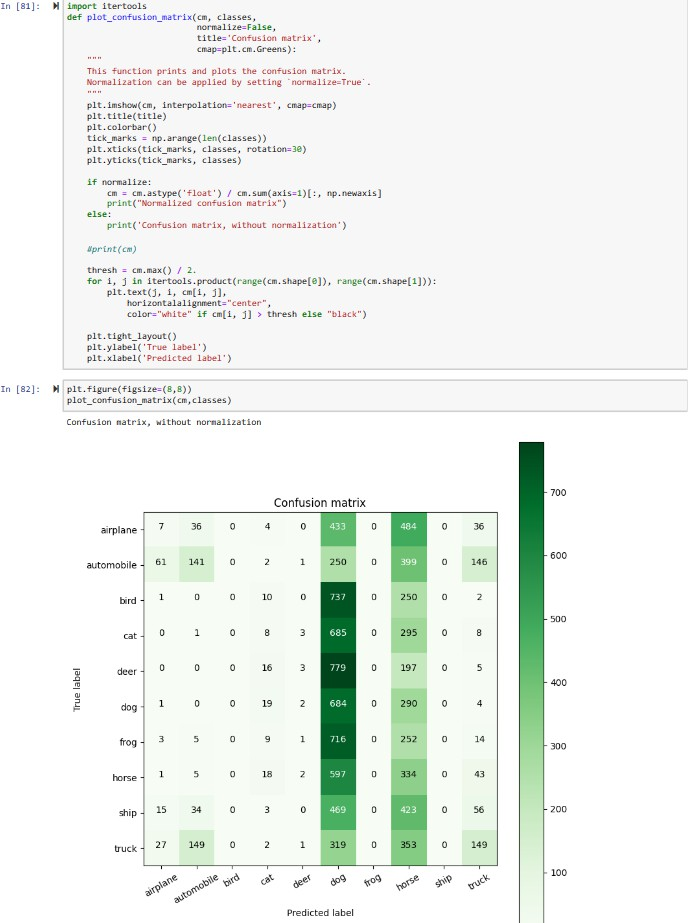 In [81]:
import itertools
def plot_confusion_matrix(cm, classes,
                          normalize=False,
                          title='Confusion matrix',
                          cmap=plt.cm.Greens):
    """
    This function prints and plots the confusion matrix.
    Normalization can be applied by setting `normalize=True`.
    """
    plt.imshow(cm, interpolation='nearest', cmap=cmap)
    plt.title(title)
    plt.colorbar()
    tick_marks = np.arange(len(classes))
    plt.xticks(tick_marks, classes, rotation=30)
    plt.yticks(tick_marks, classes)

    if normalize:
        cm = cm.astype('float') / cm.sum(axis=1)[:, np.newaxis]
        print("Normalized confusion matrix")
    else:
        print('Confusion matrix, without normalization')

    #print(cm)

    thresh = cm.max() / 2.
    for i, j in itertools.product(range(cm.shape[0]), range(cm.shape[1])):
        plt.text(j, i, cm[i, j],
            horizontalalignment="center",
            color="white" if cm[i, j] > thresh else "black")

    plt.tight_layout()
    plt.ylabel('True label')
    plt.xlabel('Predicted label')
In [82]:
plt.figure(figsize=(8,8))
plot_confusion_matrix(cm,classes)
Confusion matrix, without normalization
Confusion matrix
True label
airplane 7 36 0 4 0 433 0 484 0 36
automobile 61 141 0 2 1 250 0 399 0 146
bird 1 0 0 10 0 737 0 250 0 2
cat 0 1 0 8 3 685 0 295 0 8
deer 0 0 0 16 3 779 0 197 0 5
dog 1 0 0 19 2 684 0 290 0 4
frog 3 5 0 9 1 716 0 252 0 14
horse 1 5 0 18 2 597 0 334 0 43
ship 15 34 0 3 0 469 0 423 0 56
truck 27 149 0 2 1 319 0 353 0 149
airplane automobile bird cat deer dog frog horse ship truck
Predicted label
700
600
500
400
300
200
100